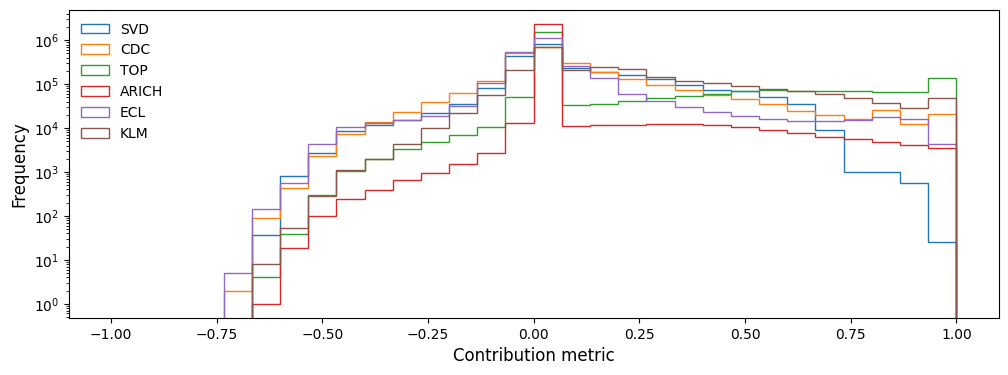 SVD
CDC
TOP
ARICH
ECL
KLM
Frequency
10⁶
10⁵
10⁴
10³
10²
10¹
10⁰
−1.00 −0.75 −0.50 −0.25 0.00 0.25 0.50 0.75 1.00
Contribution metric